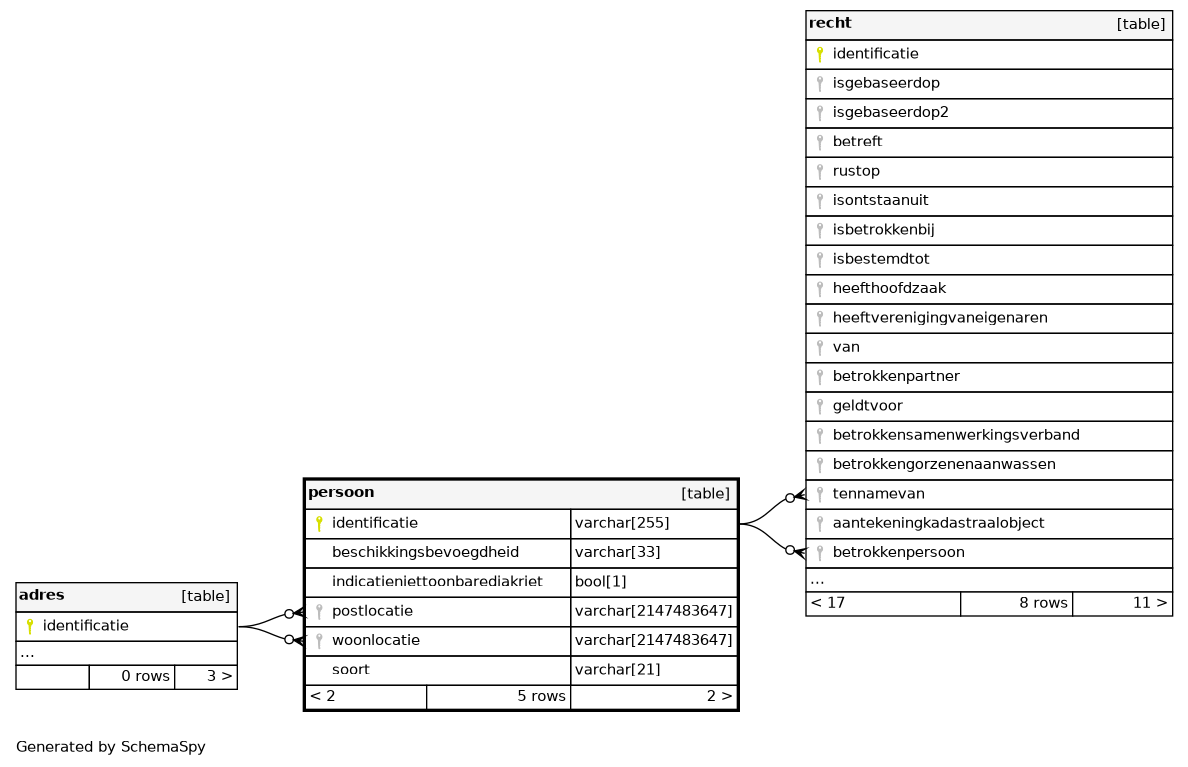 recht [table]
identificatie
isgebaseerdop
isgebaseerdop2
betreft
rustop
isontstaanuit
isbetrokkenbij
isbestemdtot
heefthoofdzaak
heeftverenigingvaneigenaren
van
betrokkenpartner
geldtvoor
betrokkensamenwerkingsverband
betrokkengorzenenaanwassen
tennamevan
aantekeningkadastraalobject
betrokkenpersoon
...
< 17 8 rows 11 >
persoon [table]
identificatie varchar[255]
beschikkingsbevoegdheid varchar[33]
indicatieniettoonbarediakriet bool[1]
postlocatie varchar[2147483647]
woonlocatie varchar[2147483647]
soort varchar[21]
< 2 5 rows 2 >
adres [table]
identificatie
...
0 rows 3 >
Generated by SchemaSpy